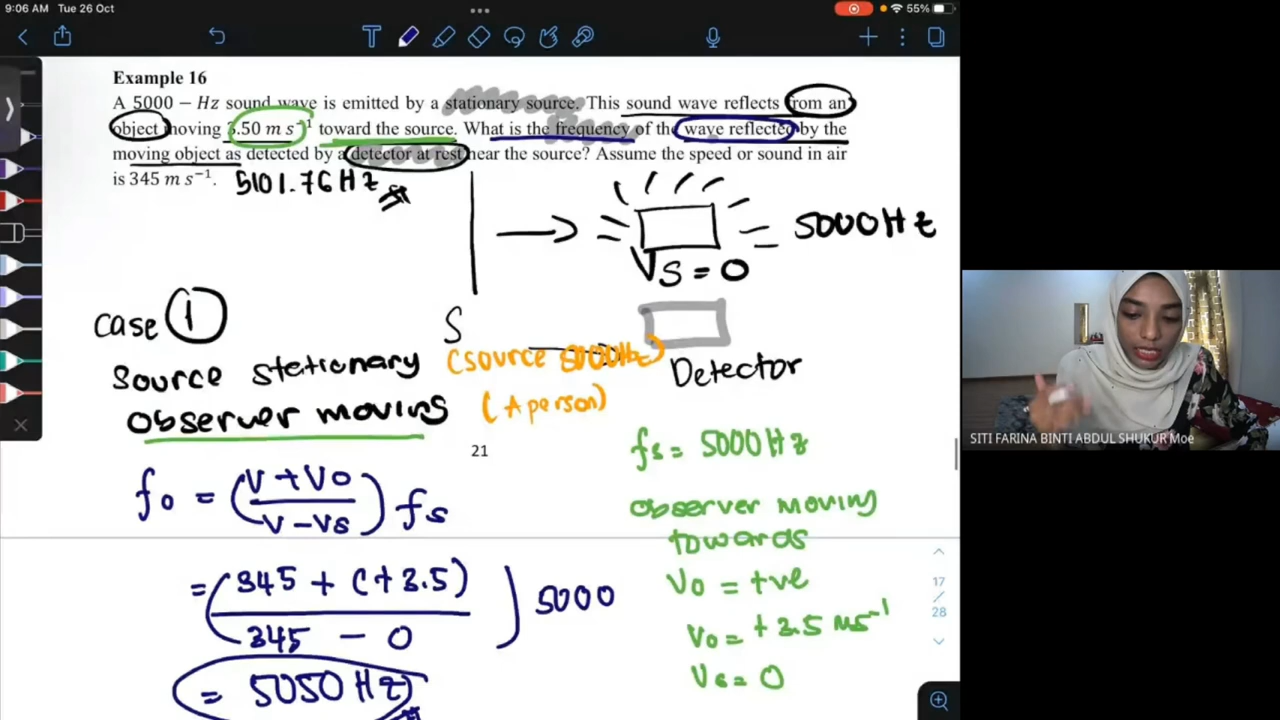 9:06 AM Tue 26 Oct
55%
Example 16
A 5000 – Hz sound wave is emitted by a stationary source. This sound wave reflects from an
object moving 3.50 m s⁻¹ toward the source. What is the frequency of the wave reflected by the
moving object as detected by a detector at rest near the source? Assume the speed or sound in air
is 345 m s⁻¹. 5101.76 Hz
5000Hz
Vs = 0
case 1
S
source stationary (source
Detector
observer moving (A person)
21
fs = 5000Hz
fo = (V + Vo / V - Vs) fs
observer moving
towards
= (345 + (+3.5) / 345 - 0) 5000
Vo = +ve
Vo = +3.5 ms⁻¹
Vs = 0
= 5050 Hz
17
/
28
SITI FARINA BINTI ABDUL SHUKUR Moe